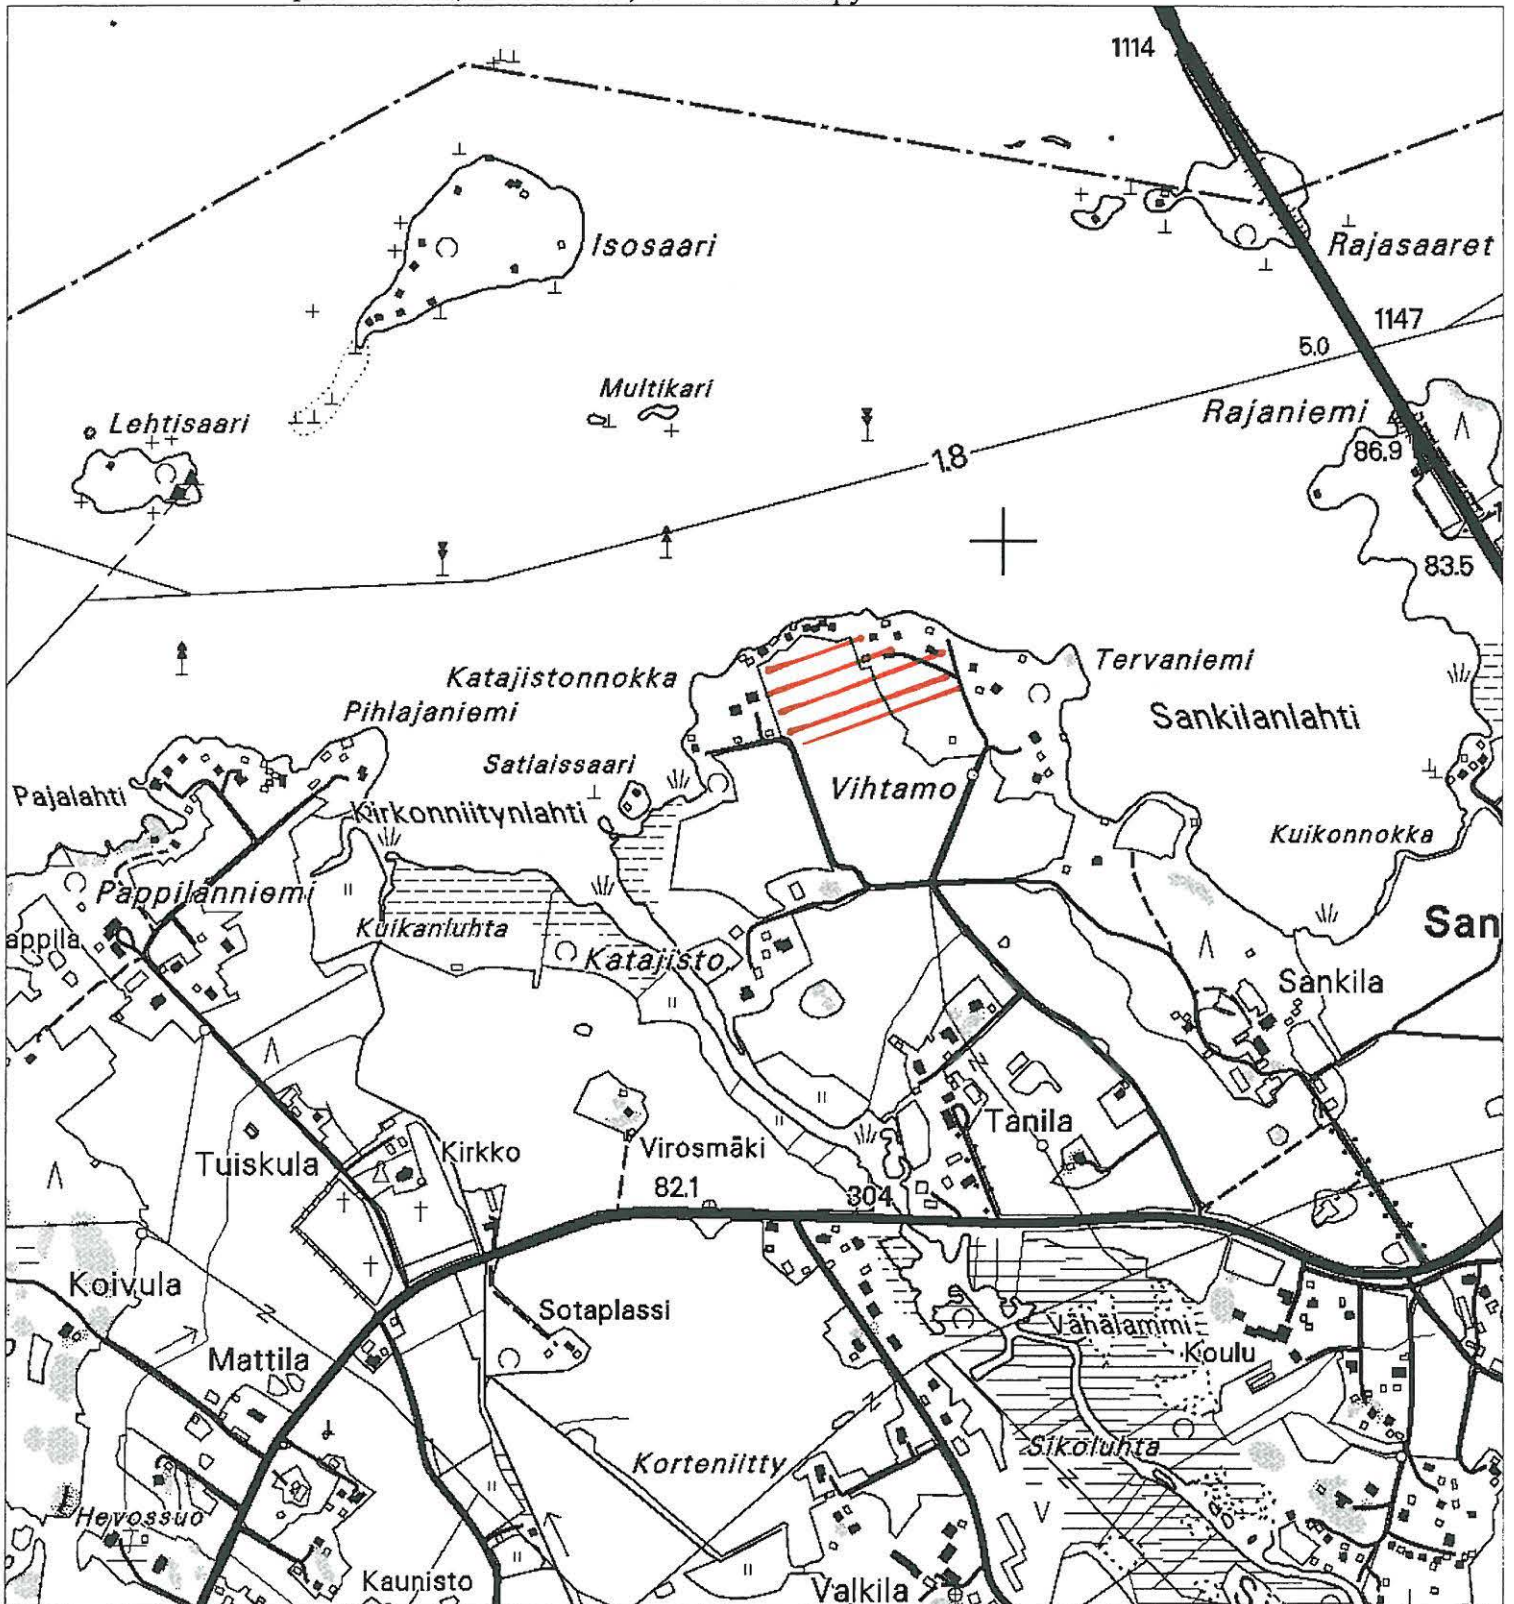 1114
Isosaari
Rajasaaret
1147
5.0
Multikari
Rajaniemi
Lehtisaari
86.9
1.8
83.5
Katajistonnokka
Tervaniemi
Pihlajaniemi
Sankilanlahti
Satiaissaari
Pajalahti
Vihtamo
Kirkonniitynlahti
Kuikonnokka
Pappilanniemi
Kuikanluhta
San
appila
Katajisto
Sankila
Tanila
Kirkko
Virosmäki
Tuiskula
82.1
304
Koivula
Sotaplassi
Vähälammi
Koulu
Mattila
Sikoluhta
Korteniitty
Hevossuo
Kaunisto
Valkila